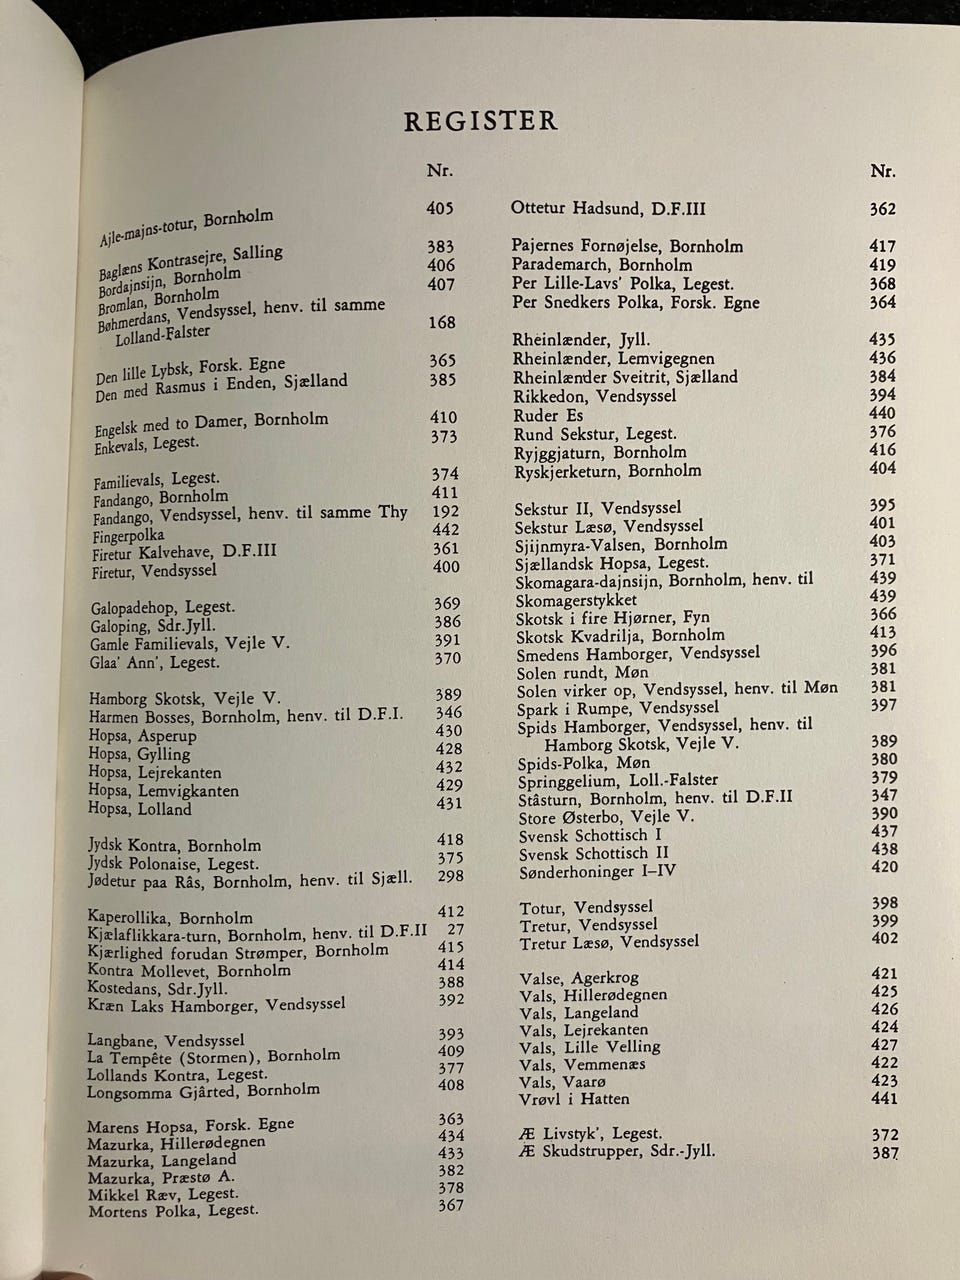 REGISTER
Nr.
Ajle-majns-totur, Bornholm 405
Baglæns Kontrasejre, Salling 383
Bordajnsijn, Bornholm 406
Bromlan, Bornholm 407
Bøhmerdans, Vendsyssel, henv. til samme
Lolland-Falster 168
Den lille Lybsk, Forsk. Egne 365
Den med Rasmus i Enden, Sjælland 385
Engelsk med to Damer, Bornholm 410
Enkevals, Legest. 373
Familievals, Legest. 374
Fandango, Bornholm 411
Fandango, Vendsyssel, henv. til samme Thy 192
Fingerpolka 442
Firetur Kalvehave, D.F.III 361
Firetur, Vendsyssel 400
Galopadehop, Legest. 369
Galoping, Sdr.Jyll. 386
Gamle Familievals, Vejle V. 391
Glaa' Ann', Legest. 370
Hamborg Skotsk, Vejle V. 389
Harmen Bosses, Bornholm, henv. til D.F.I. 346
Hopsa, Asperup 430
Hopsa, Gylling 428
Hopsa, Lejrekanten 432
Hopsa, Lemvigkanten 429
Hopsa, Lolland 431
Jydsk Kontra, Bornholm 418
Jydsk Polonaise, Legest. 375
Jødetur paa Râs, Bornholm, henv. til Sjæll. 298
Kaperollika, Bornholm 412
Kjælaflikkara-turn, Bornholm, henv. til D.F.II 27
Kjærlighed forudan Strømper, Bornholm 415
Kontra Mollevet, Bornholm 414
Kostedans, Sdr.Jyll. 388
Kræn Laks Hamborger, Vendsyssel 392
Langbane, Vendsyssel 393
La Tempête (Stormen), Bornholm 409
Lollands Kontra, Legest. 377
Longsomma Gjârted, Bornholm 408
Marens Hopsa, Forsk. Egne 363
Mazurka, Hillerødegnen 434
Mazurka, Langeland 433
Mazurka, Præstø A. 382
Mikkel Ræv, Legest. 378
Mortens Polka, Legest. 367
Nr.
Ottetur Hadsund, D.F.III 362
Pajernes Fornøjelse, Bornholm 417
Parademarch, Bornholm 419
Per Lille-Lavs' Polka, Legest. 368
Per Snedkers Polka, Forsk. Egne 364
Rheinlænder, Jyll. 435
Rheinlænder, Lemvigegnen 436
Rheinlænder Sveitrit, Sjælland 384
Rikkedon, Vendsyssel 394
Ruder Es 440
Rund Sekstur, Legest. 376
Ryjggjaturn, Bornholm 416
Ryskjerketurn, Bornholm 404
Sekstur II, Vendsyssel 395
Sekstur Læsø, Vendsyssel 401
Sjijnmyra-Valsen, Bornholm 403
Sjællandsk Hopsa, Legest. 371
Skomagara-dajnsijn, Bornholm, henv. til 439
Skomagerstykket 439
Skotsk i fire Hjørner, Fyn 366
Skotsk Kvadrilja, Bornholm 413
Smedens Hamborger, Vendsyssel 396
Solen rundt, Møn 381
Solen virker op, Vendsyssel, henv. til Møn 381
Spark i Rumpe, Vendsyssel 397
Spids Hamborger, Vendsyssel, henv. til
Hamborg Skotsk, Vejle V. 389
Spids-Polka, Møn 380
Springgelium, Loll.-Falster 379
Stâsturn, Bornholm, henv. til D.F.II 347
Store Østerbo, Vejle V. 390
Svensk Schottisch I 437
Svensk Schottisch II 438
Sønderhoninger I–IV 420
Totur, Vendsyssel 398
Tretur, Vendsyssel 399
Tretur Læsø, Vendsyssel 402
Valse, Agerkrog 421
Vals, Hillerødegnen 425
Vals, Langeland 426
Vals, Lejrekanten 424
Vals, Lille Velling 427
Vals, Vemmenæs 422
Vals, Vaarø 423
Vrøvl i Hatten 441
Æ Livstyk', Legest. 372
Æ Skudstrupper, Sdr.-Jyll. 387